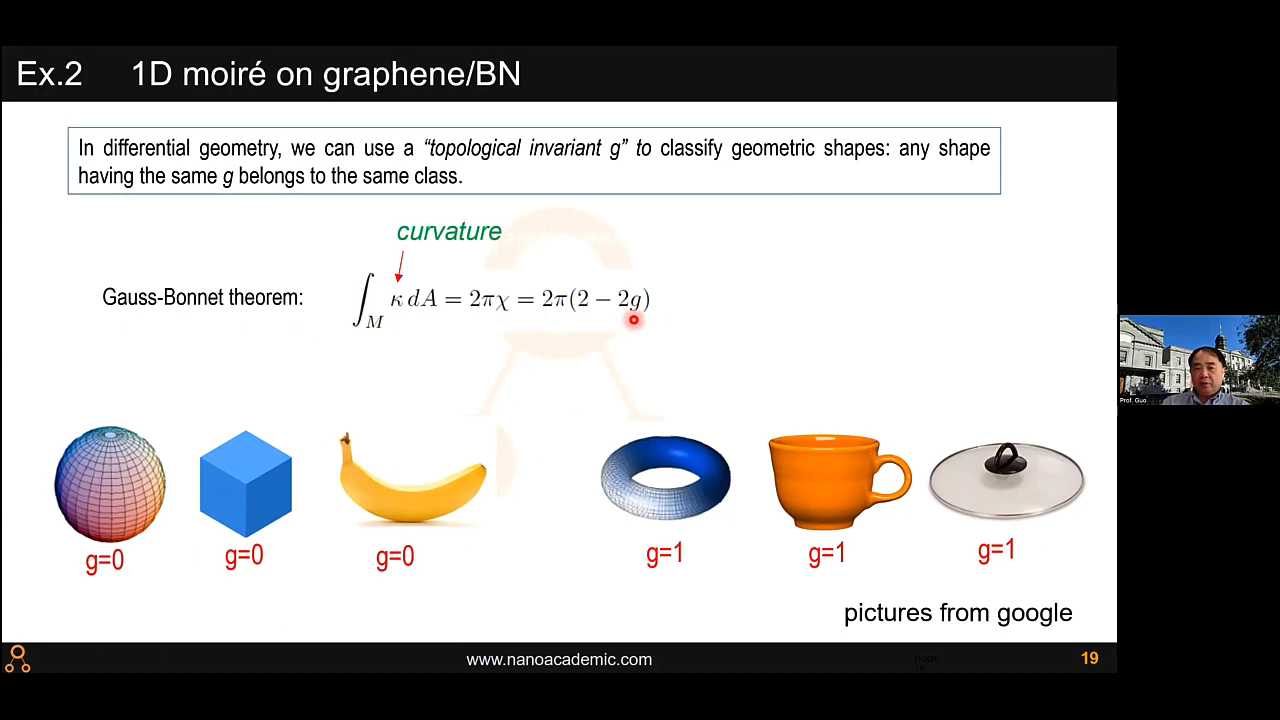 Ex.2 1D moiré on graphene/BN
In differential geometry, we can use a “topological invariant g” to classify geometric shapes: any shape
having the same g belongs to the same class.
curvature
Gauss-Bonnet theorem: ∫_M κ dA = 2πχ = 2π(2 − 2g)
Prof. Guo
g=0 g=0 g=0 g=1 g=1 g=1
pictures from google
www.nanoacademic.com 19